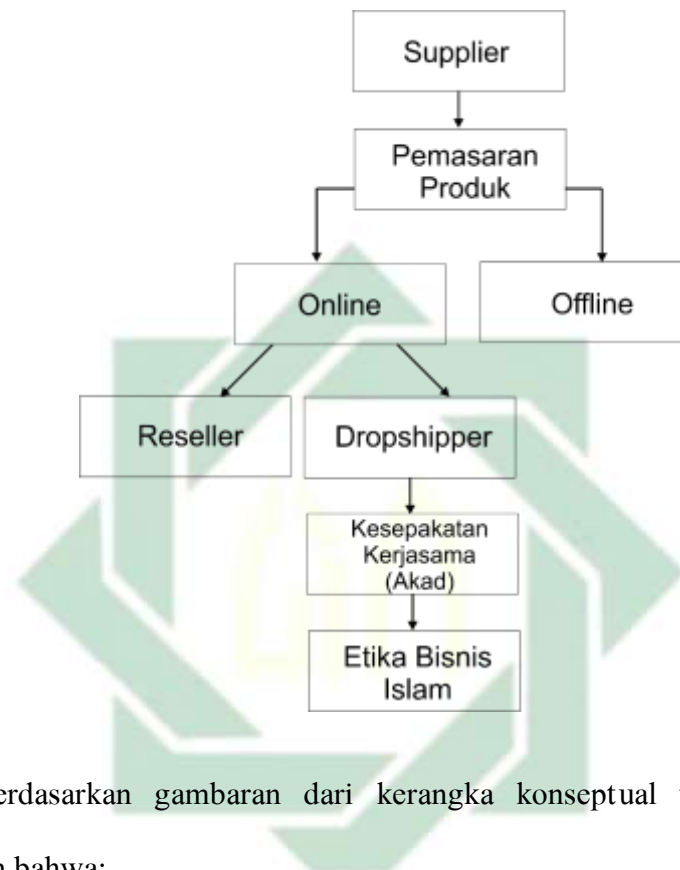 Supplier
Pemasaran
Produk
Online
Offline
Reseller
Dropshipper
Kesepakatan
Kerjasama
(Akad)
Etika Bisnis
Islam
erdasarkan gambaran dari kerangka konseptual
bahwa: